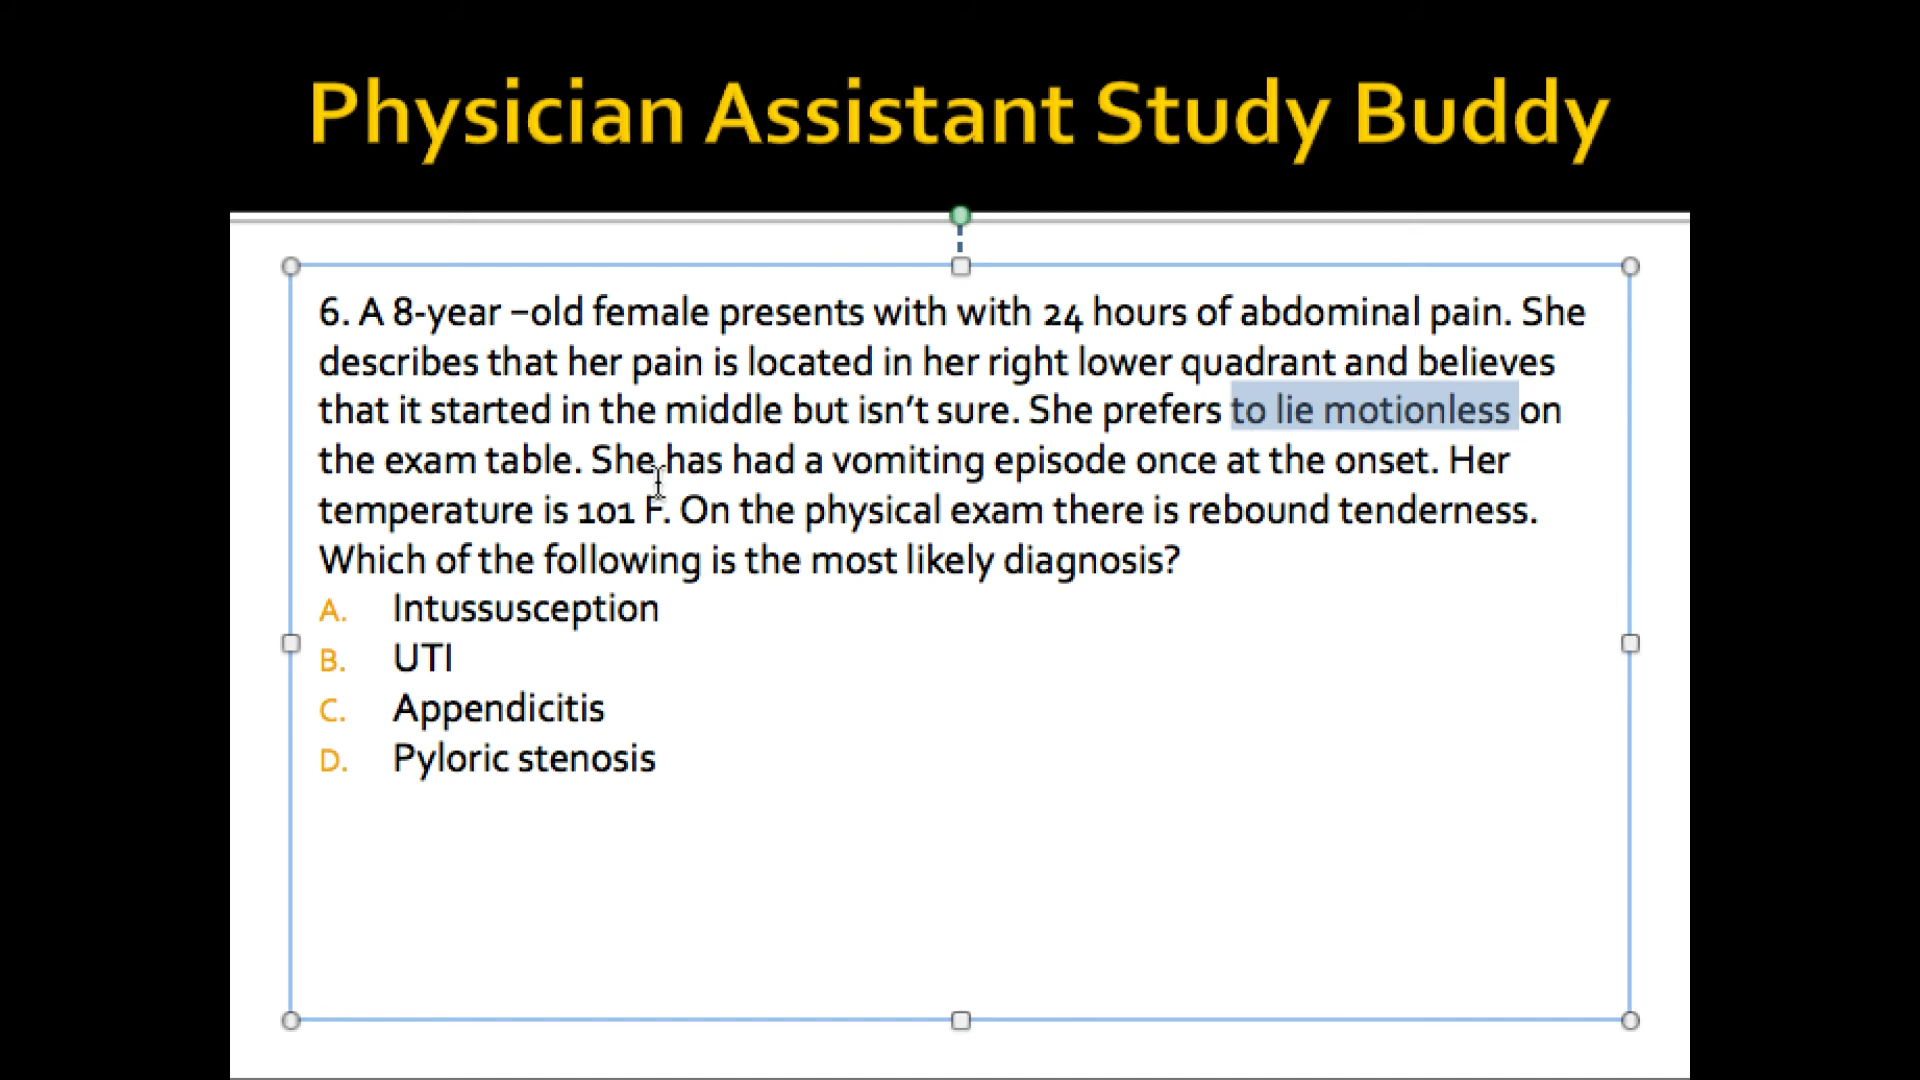 Physician Assistant Study Buddy
6. A 8-year –old female presents with with 24 hours of abdominal pain. She
describes that her pain is located in her right lower quadrant and believes
that it started in the middle but isn’t sure. She prefers to lie motionless on
the exam table. She has had a vomiting episode once at the onset. Her
temperature is 101 F. On the physical exam there is rebound tenderness.
Which of the following is the most likely diagnosis?
A. Intussusception
B. UTI
C. Appendicitis
D. Pyloric stenosis